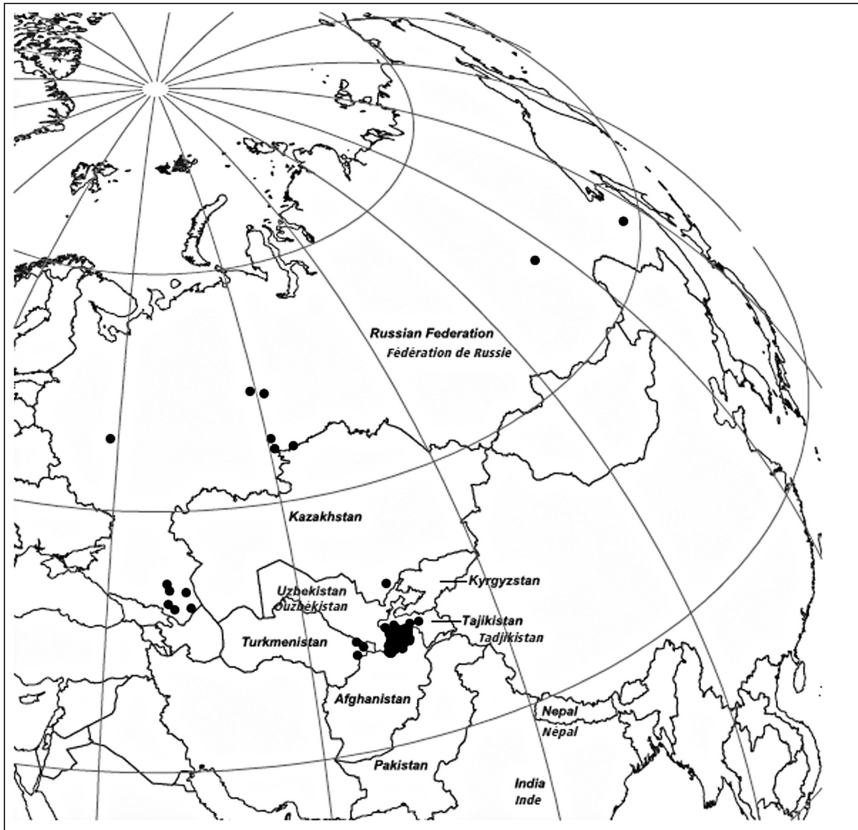 Russian Federation
Fédération de Russie
Kazakhstan
Kyrgyzstan
Uzbekistan
Ouzbékistan
Tajikistan
Tadjikistan
Turkmenistan
Afghanistan
Nepal
Népal
Pakistan
India
Inde